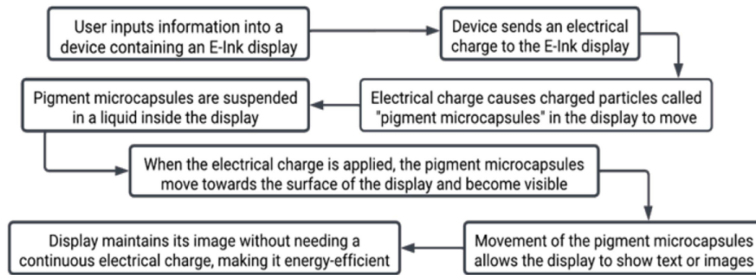 User inputs information into a
device containing an E-Ink display
Device sends an electrical
charge to the E-Ink display
Electrical charge causes charged particles called
"pigment microcapsules" in the display to move
Pigment microcapsules are suspended
in a liquid inside the display
When the electrical charge is applied, the pigment microcapsules
move towards the surface of the display and become visible
Movement of the pigment microcapsules
allows the display to show text or images
Display maintains its image without needing a
continuous electrical charge, making it energy-efficient